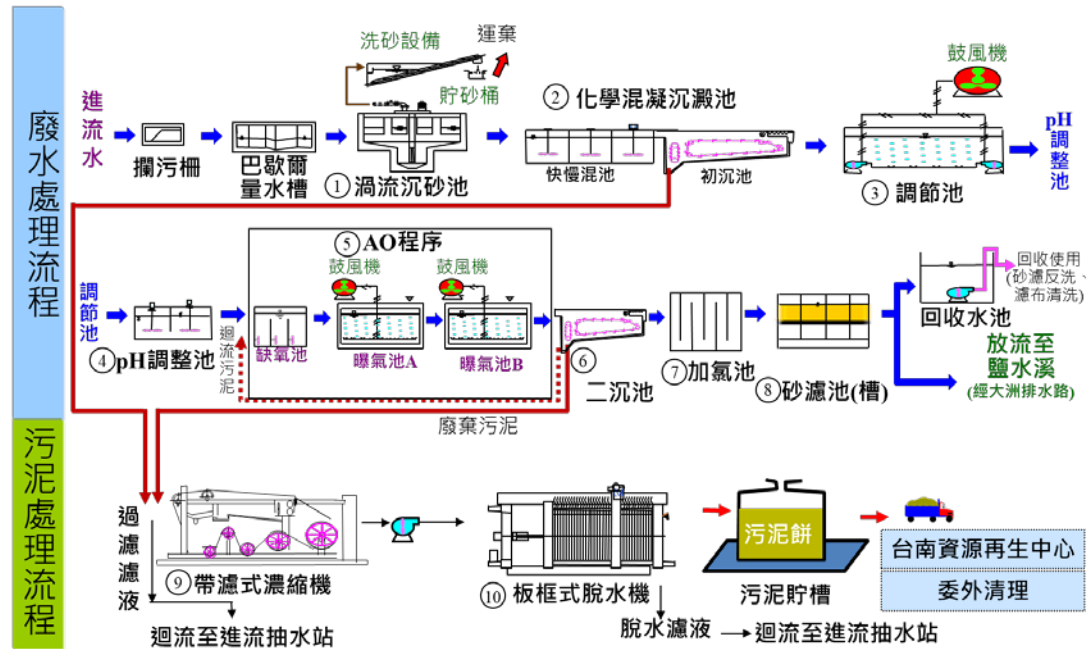 廢水處理流程
洗砂設備
運棄
貯砂桶
鼓風機
進流水
攔污柵
巴歇爾
量水槽
① 渦流沉砂池
② 化學混凝沉澱池
快慢混池
初沉池
③ 調節池
pH調整池
調節池
④ pH調整池
⑤ AO程序
鼓風機
鼓風機
缺氧池
曝氣池A
曝氣池B
迴流污泥
⑥
二沉池
⑦ 加氯池
⑧ 砂濾池(槽)
回收使用
(砂濾反洗、
濾布清洗)
回收水池
放流至
鹽水溪
(經大洲排水路)
廢棄污泥
污泥處理流程
過濾濾液
⑨ 帶濾式濃縮機
迴流至進流抽水站
⑩ 板框式脫水機
脫水濾液
迴流至進流抽水站
污泥餅
污泥貯槽
台南資源再生中心
委外清理